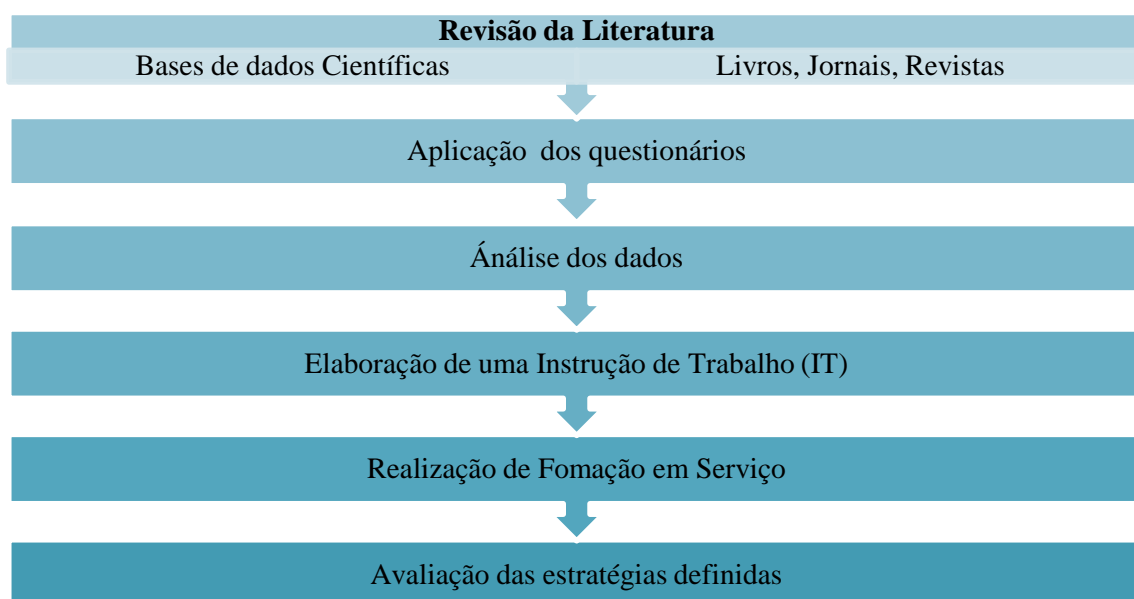 Revisão da Literatura
Bases de dados Científicas
Livros, Jornais, Revistas
Aplicação dos questionários
Ánálise dos dados
Elaboração de uma Instrução de Trabalho (IT)
Realização de Fomação em Serviço
Avaliação das estratégias definidas